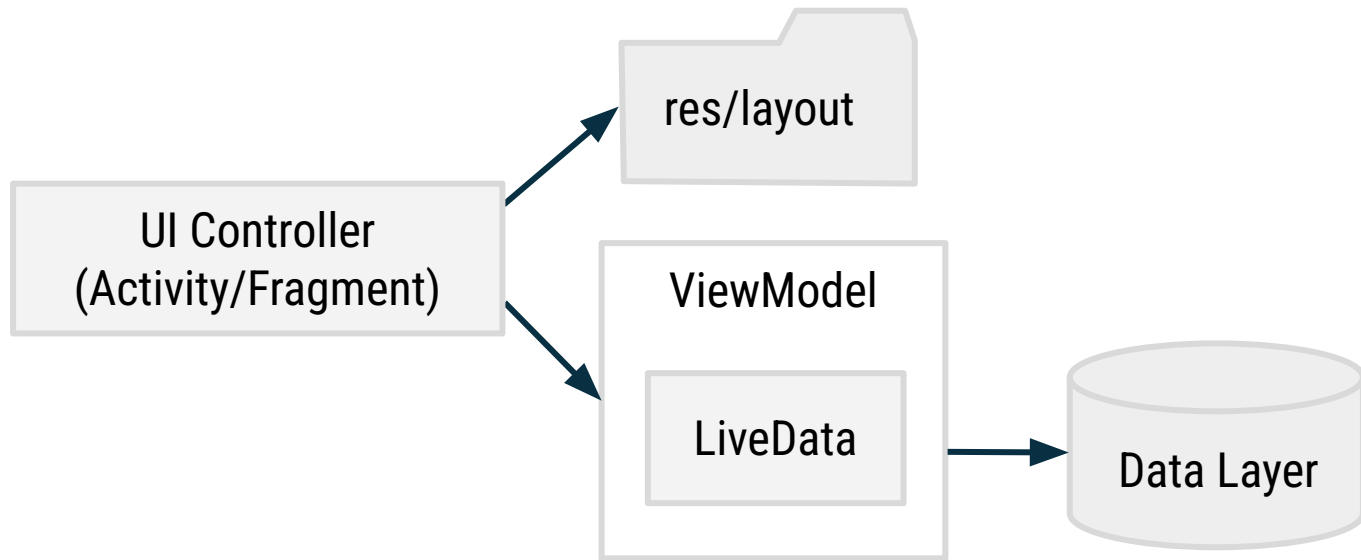 res/layout
UI Controller
(Activity/Fragment)
ViewModel
LiveData
Data Layer